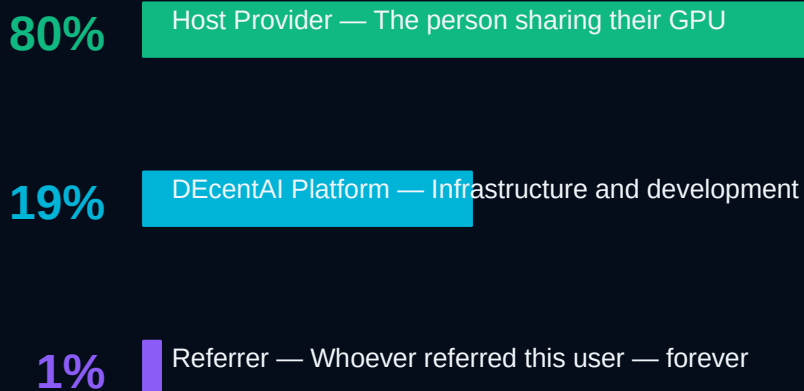 80% Host Provider — The person sharing their GPU
19% DEcentAI Platform — Infrastructure and development
1% Referrer — Whoever referred this user — forever